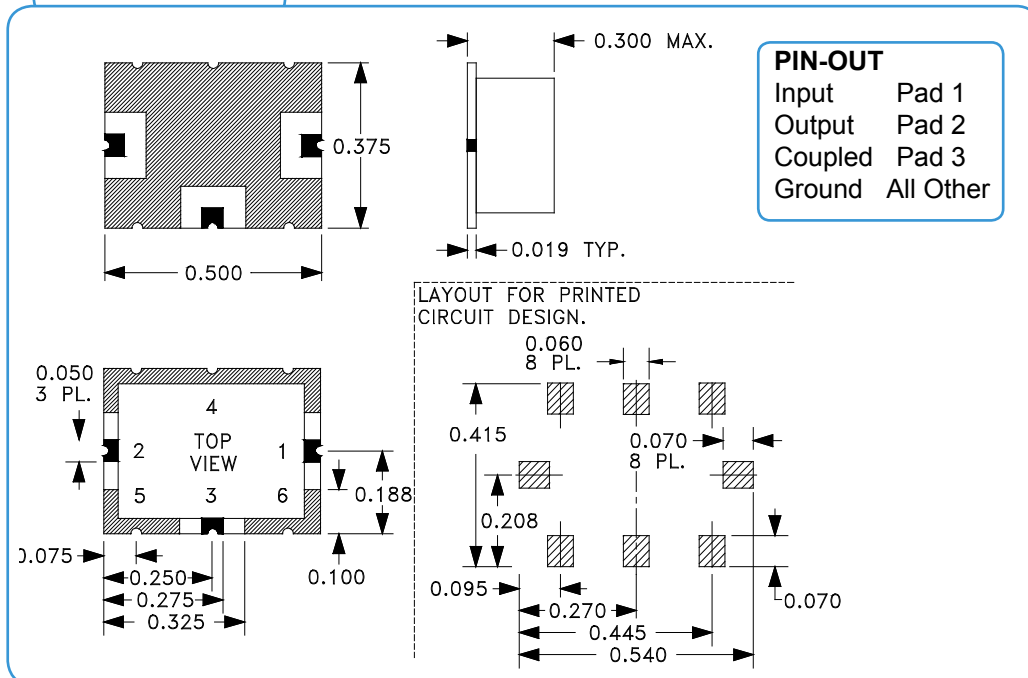 0.300 MAX.
0.375
0.500
0.019 TYP.
PIN-OUT
Input Pad 1
Output Pad 2
Coupled Pad 3
Ground All Other
LAYOUT FOR PRINTED
CIRCUIT DESIGN.
0.050
3 PL.
4
2
TOP
VIEW
1
5
3
6
0.188
0.075
0.250
0.100
0.275
0.325
0.060
8 PL.
0.415
0.070
8 PL.
0.208
0.095
0.270
0.070
0.445
0.540